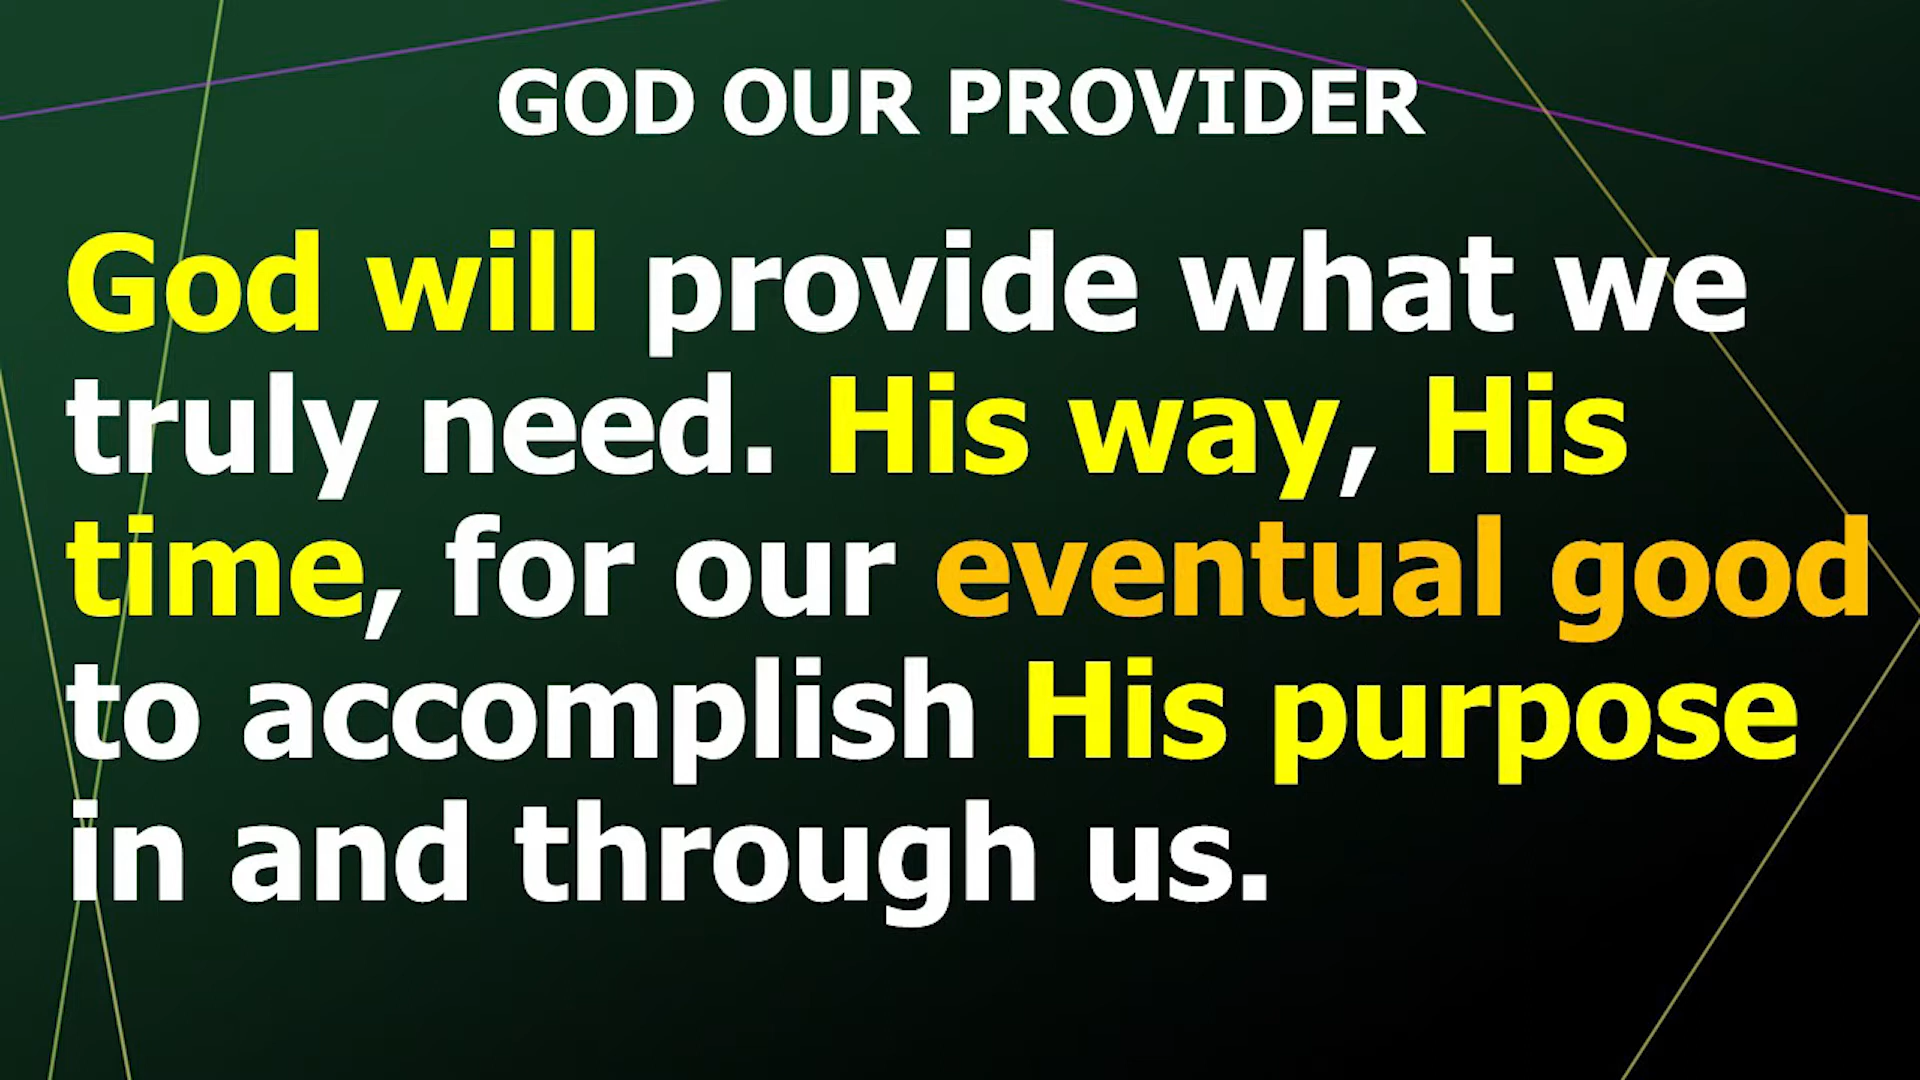 GOD OUR PROVIDER
God will provide what we
truly need. His way, His
time, for our eventual good
to accomplish His purpose
in and through us.